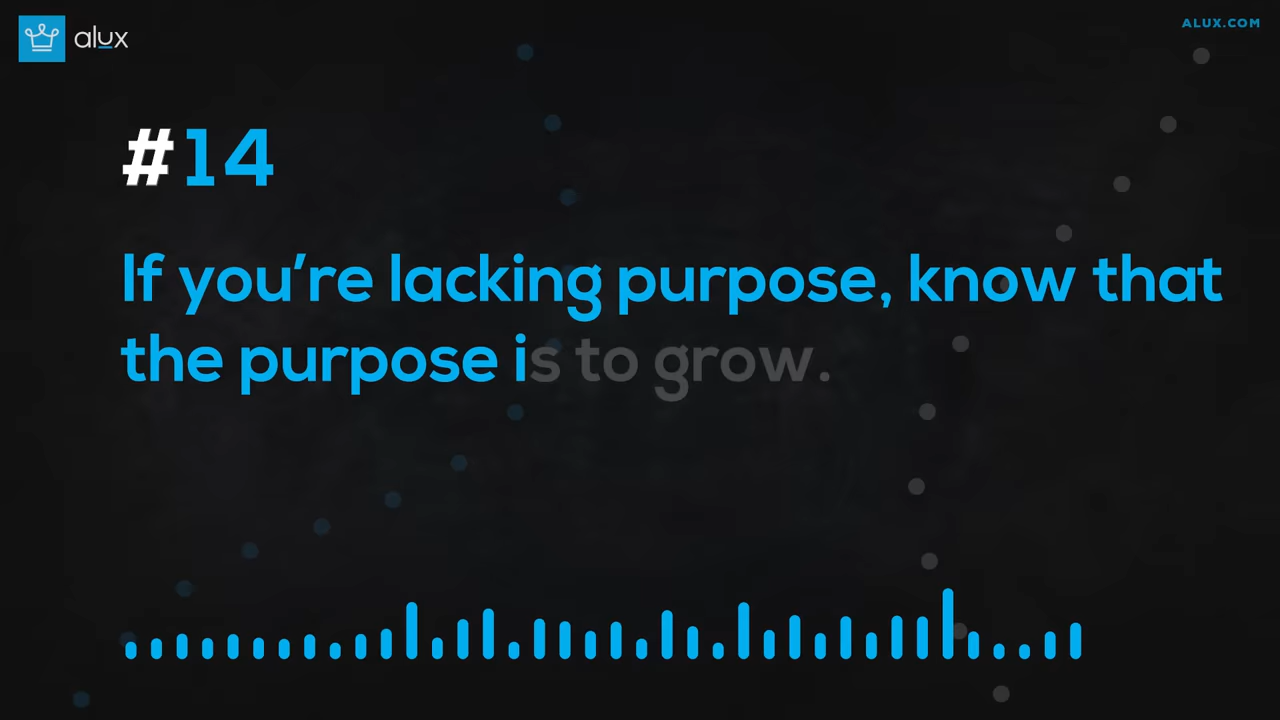 alux
ALUX.COM
#14
If you’re lacking purpose, know that
the purpose is to grow.